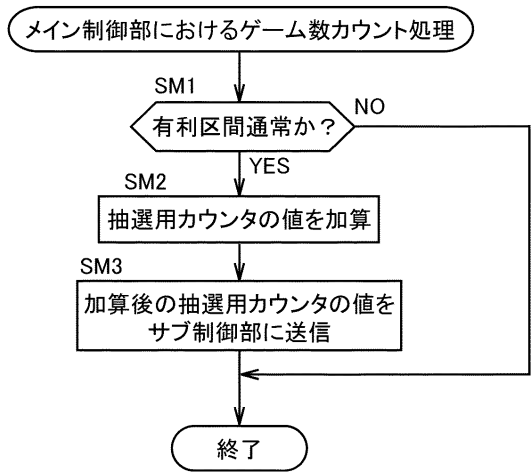 メイン制御部におけるゲーム数カウント処理
SM1
NO
有利区間通常か？
YES
SM2
抽選用カウンタの値を加算
SM3
加算後の抽選用カウンタの値を
サブ制御部に送信
終了